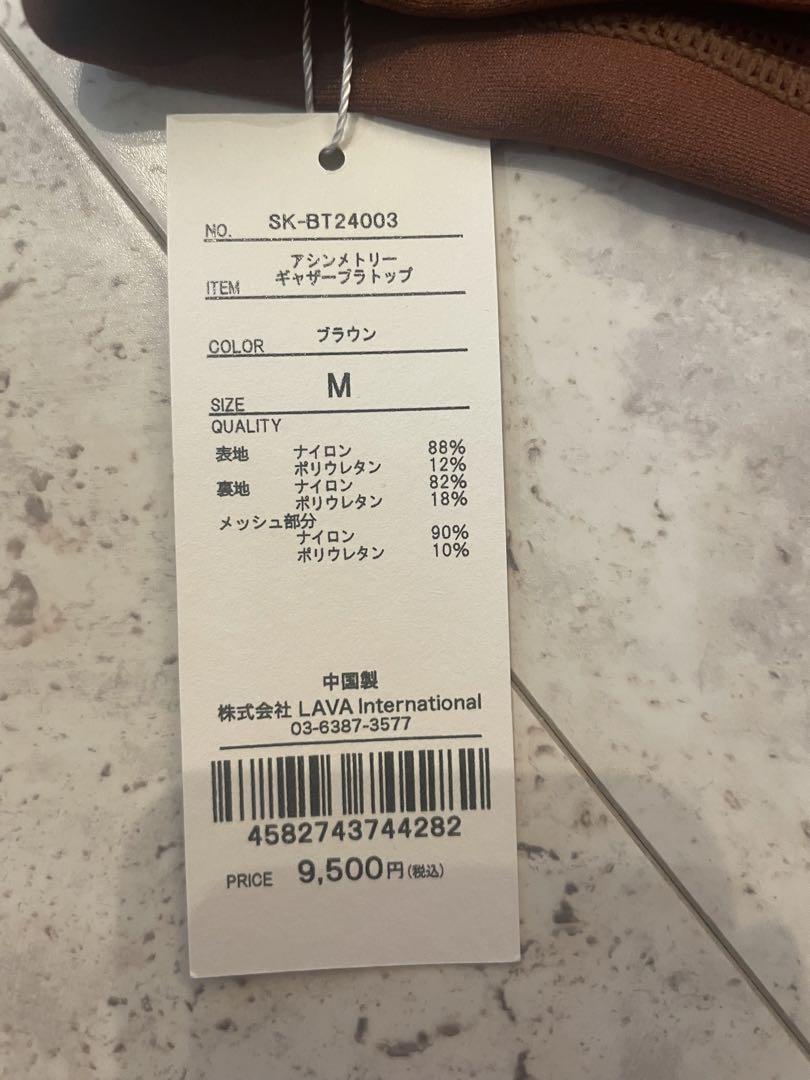 NO. SK-BT24003
アシンメトリー
ITEM ギャザーブラトップ
COLOR ブラウン
SIZE M
QUALITY
表地 ナイロン 88%
ポリウレタン 12%
裏地 ナイロン 82%
ポリウレタン 18%
メッシュ部分
ナイロン 90%
ポリウレタン 10%
中国製
株式会社 LAVA International
03-6387-3577
4582743744282
PRICE 9,500円(税込)